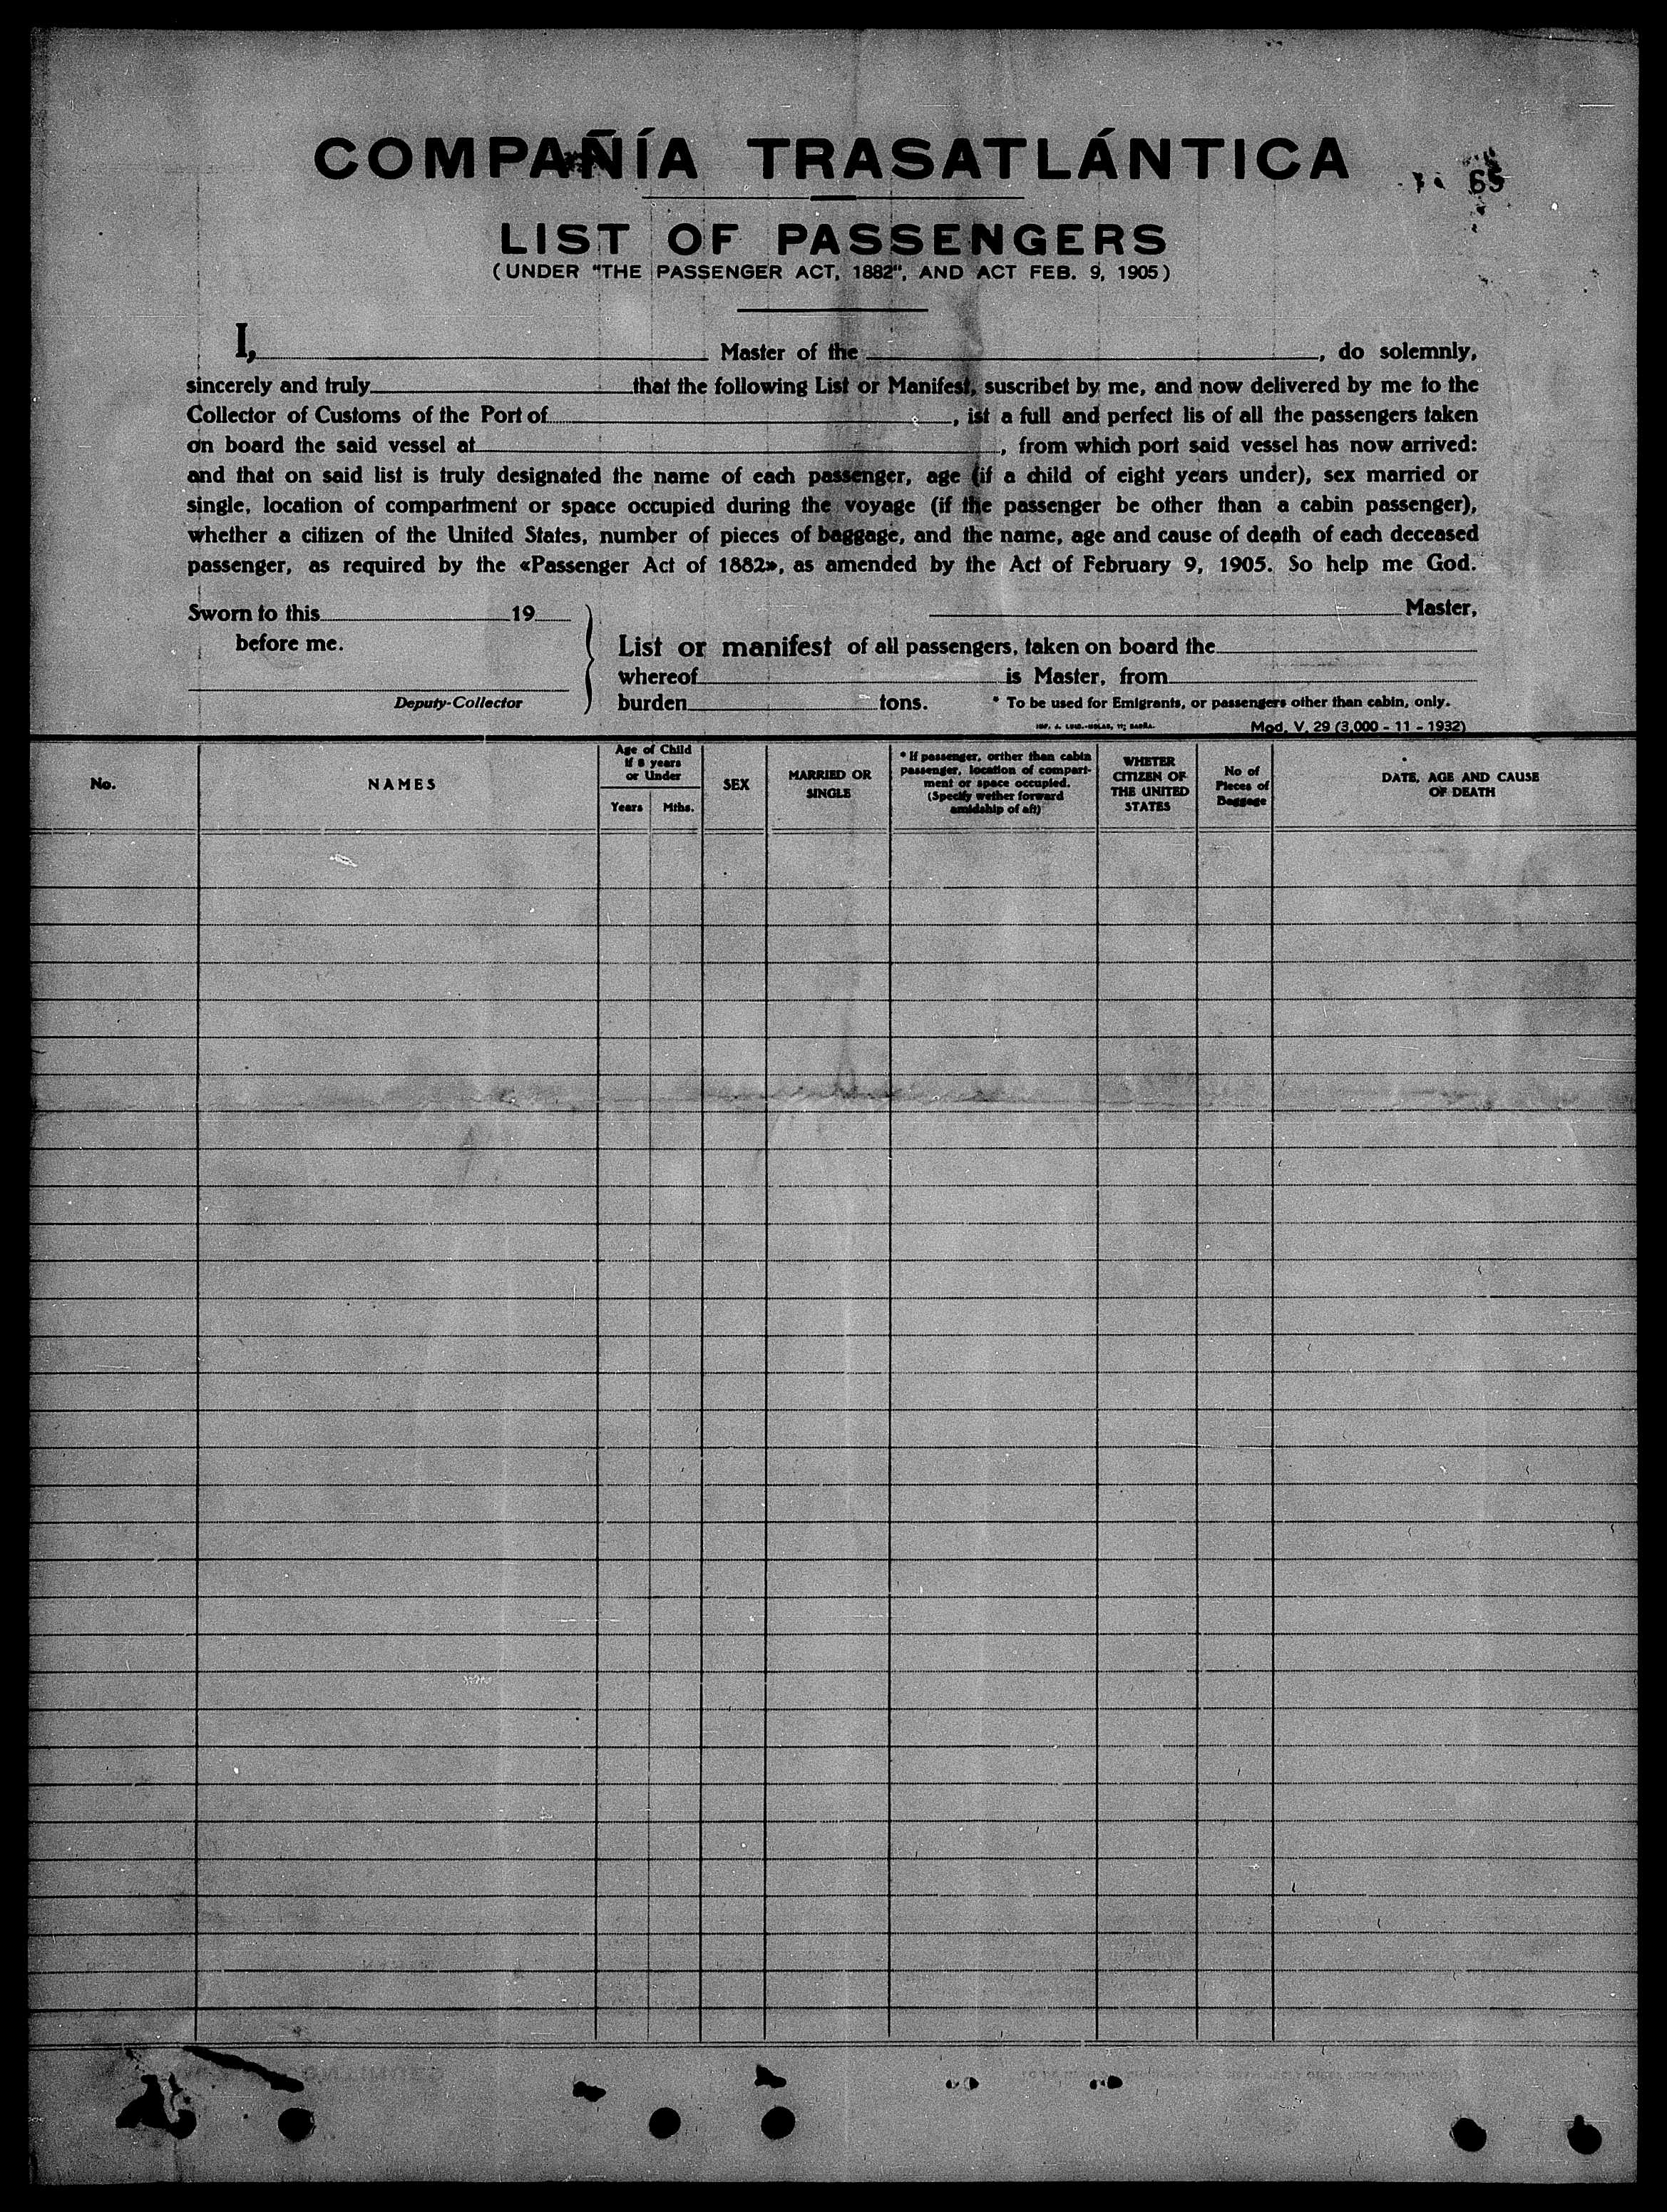 COMPAÑÍA TRASATLÁNTICA
65
LIST OF PASSENGERS
(UNDER "THE PASSENGER ACT, 1882", AND ACT FEB. 9, 1905)
I, Master of the , do solemnly,
sincerely and truly that the following List or Manifest, suscribet by me, and now delivered by me to the
Collector of Customs of the Port of , ist a full and perfect lis of all the passengers taken
on board the said vessel at , from which port said vessel has now arrived:
and that on said list is truly designated the name of each passenger, age (if a child of eight years under), sex married or
single, location of compartment or space occupied during the voyage (if the passenger be other than a cabin passenger),
whether a citizen of the United States, number of pieces of baggage, and the name, age and cause of death of each deceased
passenger, as required by the «Passenger Act of 1882», as amended by the Act of February 9, 1905. So help me God.
Sworn to this 19
before me.
Deputy-Collector
Master,
List or manifest of all passengers, taken on board the
whereof is Master, from
burden tons. * To be used for Emigrants, or passengers other than cabin, only.
Mod. V. 29 (3.000 - 11 - 1932)
No.
NAMES
Age of Child
if 8 years
or Under
Years Mths.
SEX
MARRIED OR
SINGLE
* If passenger, orther than cabin
passenger, location of compart-
ment or space occupied.
(Specify wether forward
amidship of aft)
WHETER
CITIZEN OF
THE UNITED
STATES
No of
Pieces of
Baggage
DATE, AGE AND CAUSE
OF DEATH